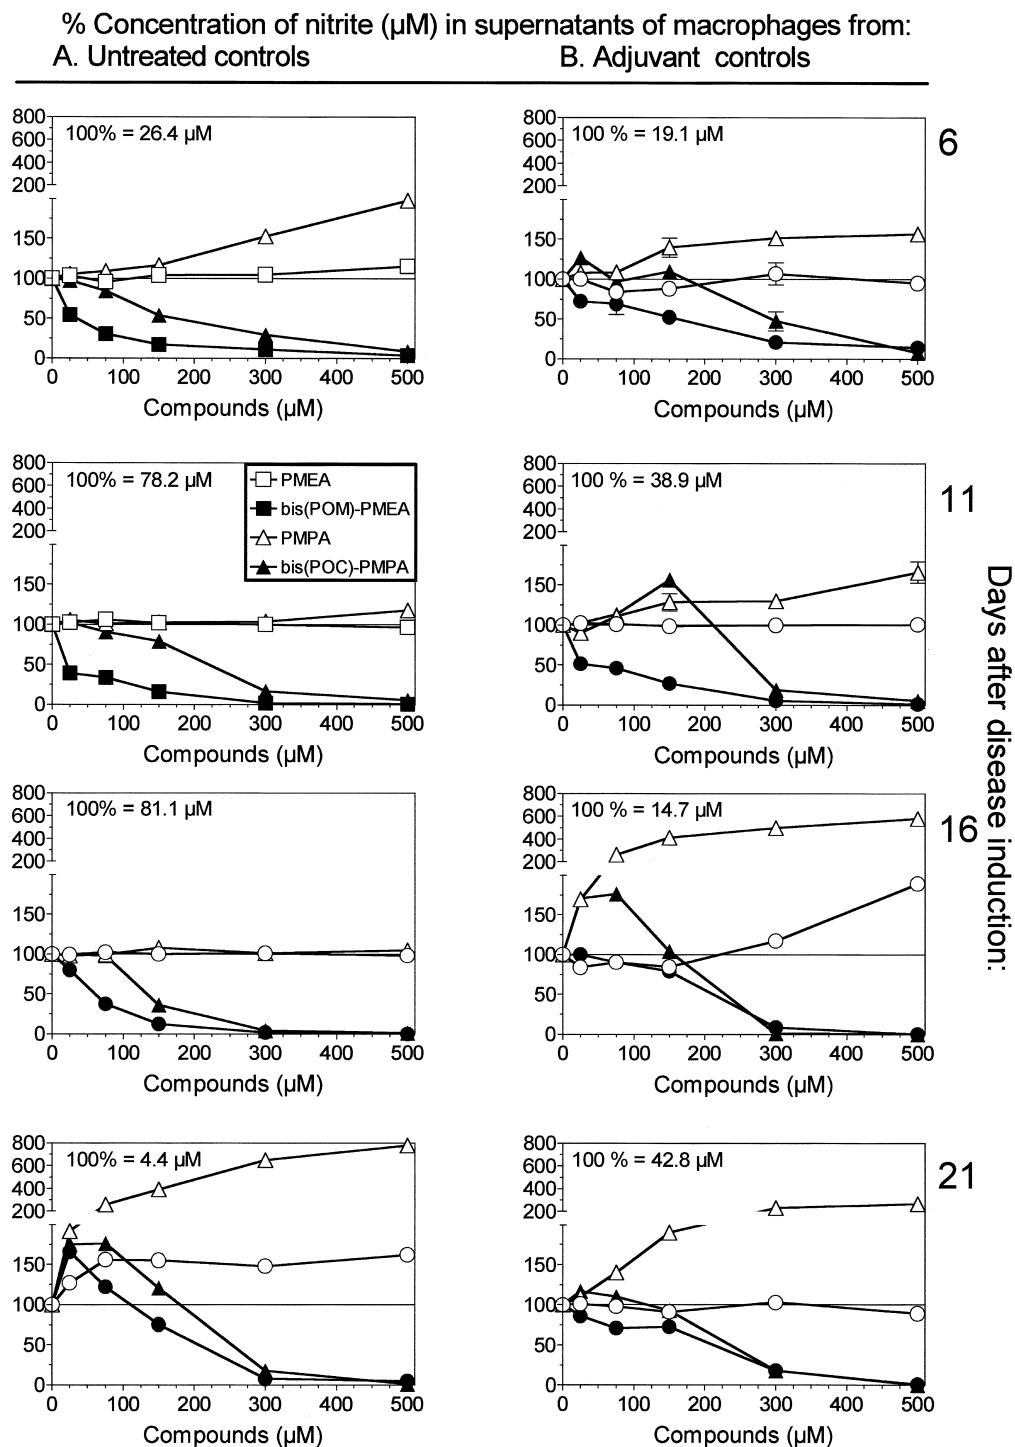 % Concentration of nitrite (µM) in supernatants of macrophages from:
A. Untreated controls
B. Adjuvant controls
800
600
400
200
150
100
50
0
100% = 26.4 µM
0 100 200 300 400 500
Compounds (µM)
800
600
400
200
150
100
50
0
100 % = 19.1 µM
0 100 200 300 400 500
Compounds (µM)
6
800
600
400
200
150
100
50
0
100% = 78.2 µM
PMEA
bis(POM)-PMEA
PMPA
bis(POC)-PMPA
0 100 200 300 400 500
Compounds (µM)
800
600
400
200
150
100
50
0
100 % = 38.9 µM
0 100 200 300 400 500
Compounds (µM)
11
800
600
400
200
150
100
50
0
100% = 81.1 µM
0 100 200 300 400 500
Compounds (µM)
800
600
400
200
150
100
50
0
100 % = 14.7 µM
0 100 200 300 400 500
Compounds (µM)
16
800
600
400
200
150
100
50
0
100% = 4.4 µM
0 100 200 300 400 500
Compounds (µM)
800
600
400
200
150
100
50
0
100 % = 42.8 µM
0 100 200 300 400 500
Compounds (µM)
21
Days after disease induction: